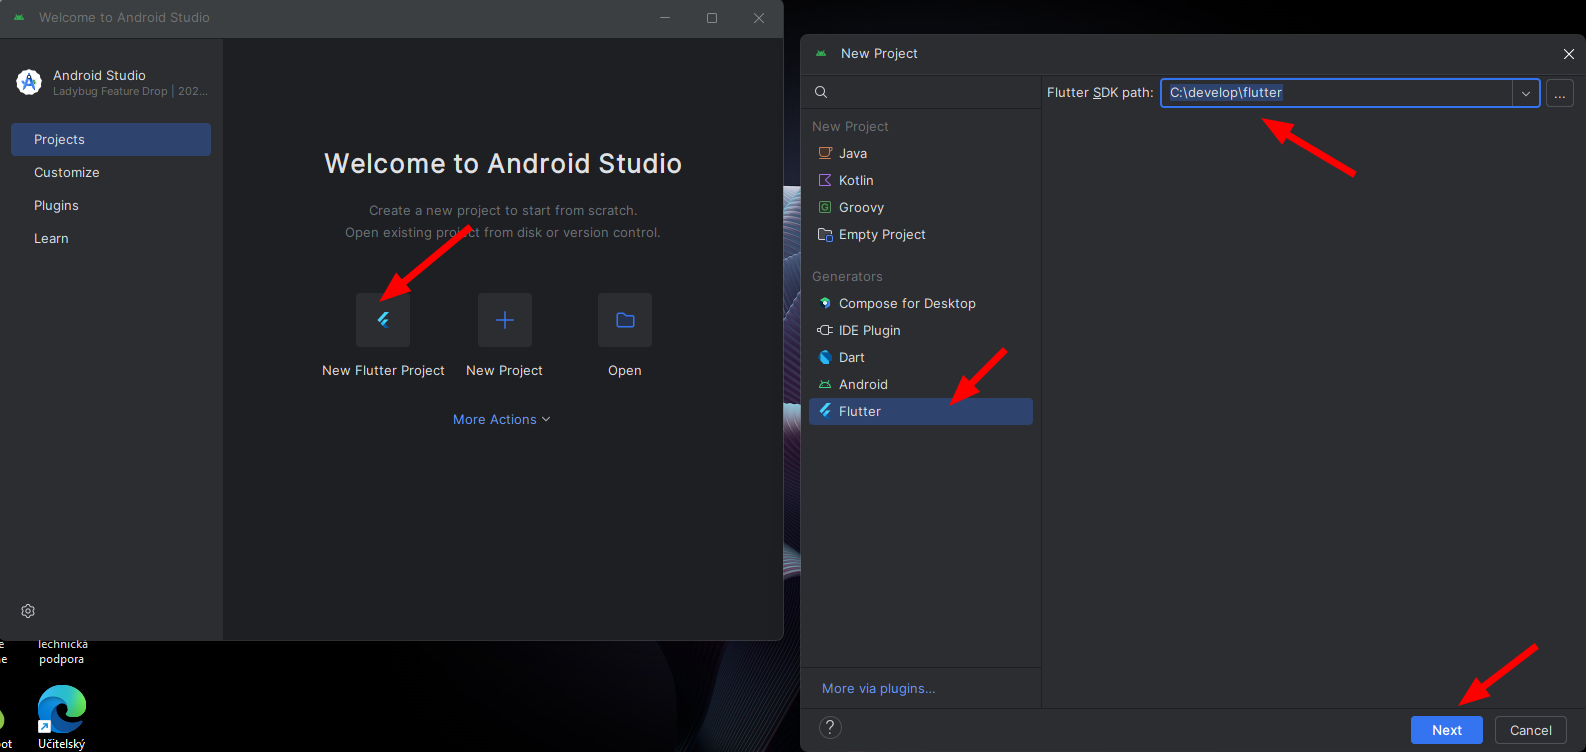 Welcome to Android Studio
Android Studio
Ladybug Feature Drop | 202...
Projects
Customize
Plugins
Learn
Welcome to Android Studio
Create a new project to start from scratch.
Open existing project from disk or version control.
New Flutter Project
New Project
Open
More Actions
Technická
podpora
Učitelský
New Project
Flutter SDK path:
C:\develop\flutter
...
New Project
Java
Kotlin
Groovy
Empty Project
Generators
Compose for Desktop
IDE Plugin
Dart
Android
Flutter
More via plugins...
?
Next
Cancel